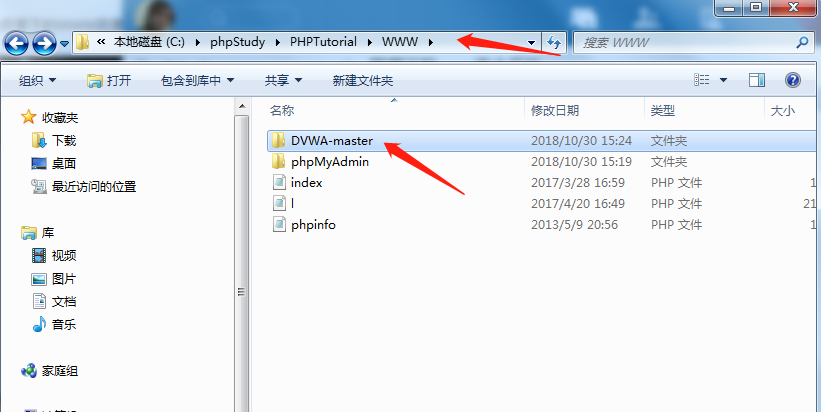 « 本地磁盘 (C:) ▸ phpStudy ▸ PHPTutorial ▸ WWW ▸ 搜索 WWW
组织 打开 包含到库中 共享 新建文件夹
名称 修改日期 类型 大小
收藏夹
下载
桌面
最近访问的位置
库
视频
图片
文档
音乐
家庭组
DVWA-master 2018/10/30 15:24 文件夹
phpMyAdmin 2018/10/30 15:19 文件夹
index 2017/3/28 16:59 PHP 文件 1
l 2017/4/20 16:49 PHP 文件 21
phpinfo 2013/5/9 20:56 PHP 文件 1